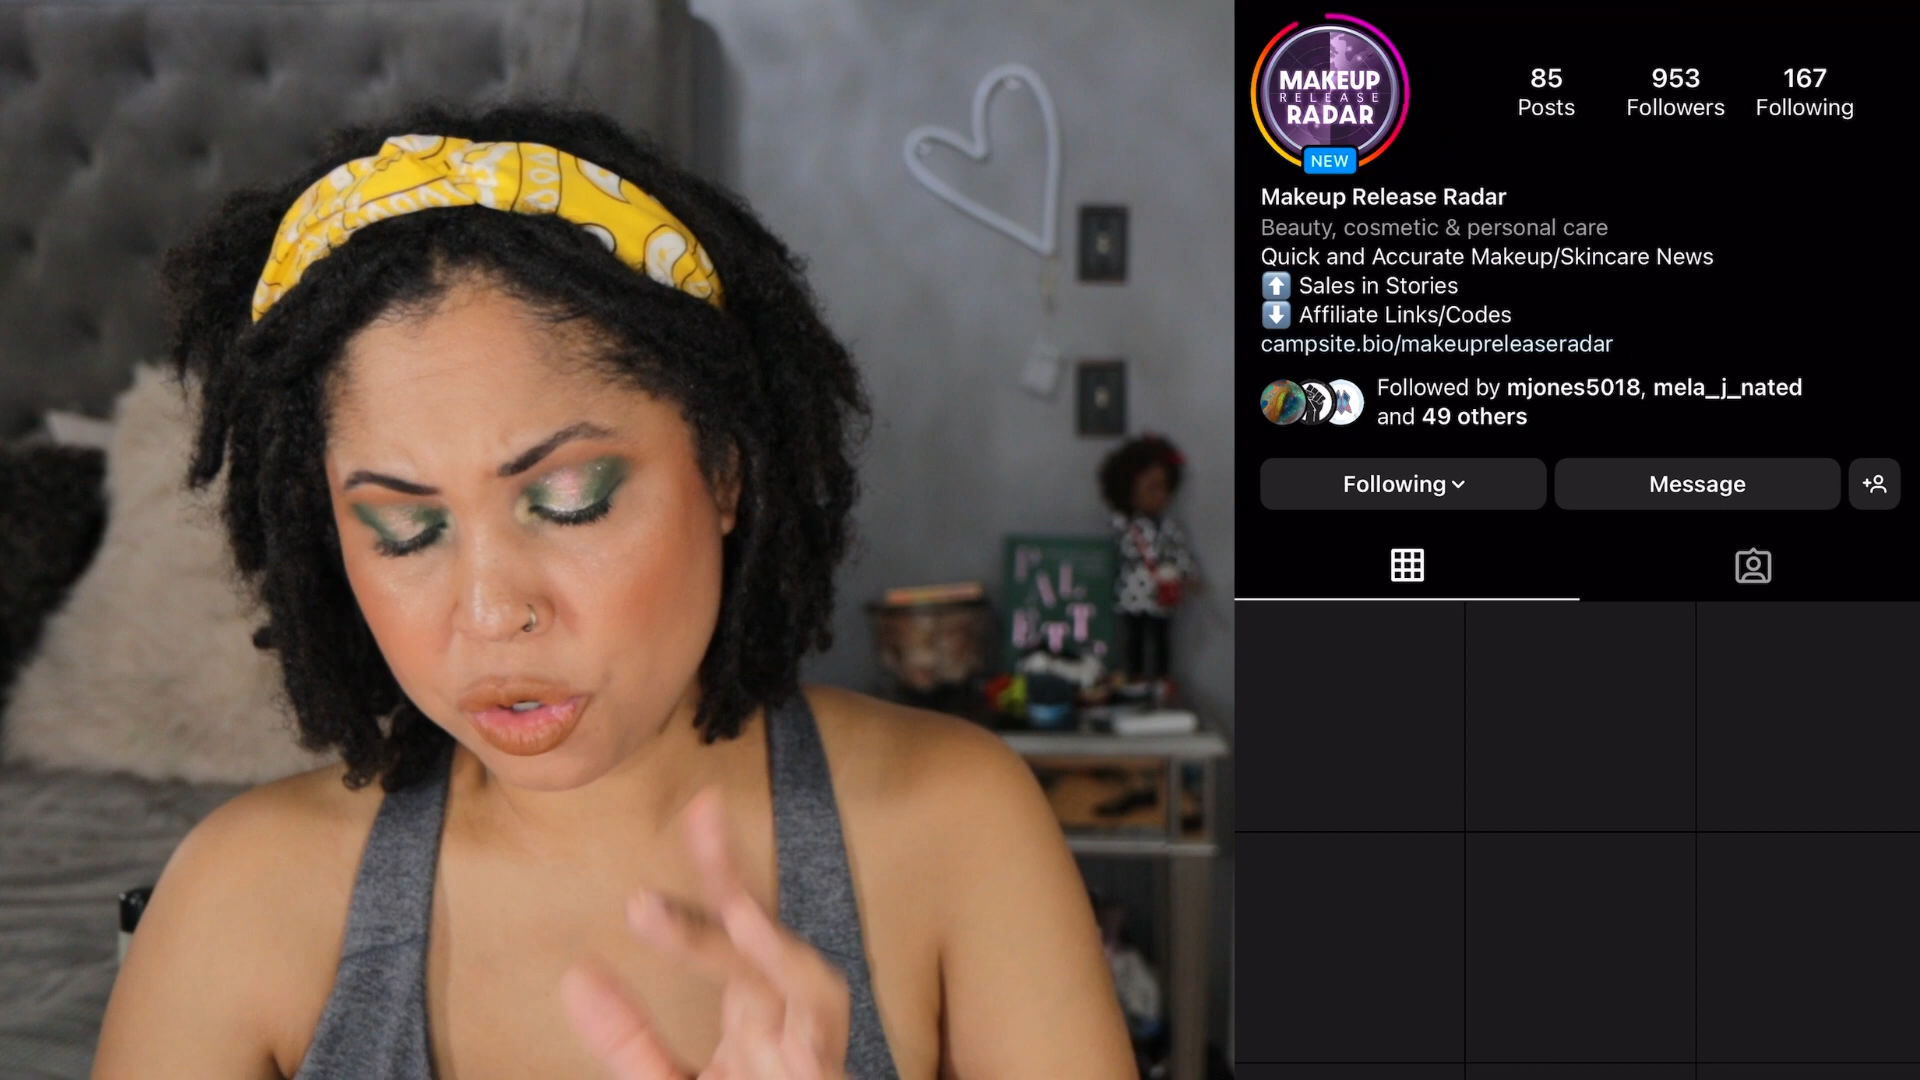 PALETT
MAKEUP
RELEASE
RADAR
NEW
85
Posts
953
Followers
167
Following
Makeup Release Radar
Beauty, cosmetic & personal care
Quick and Accurate Makeup/Skincare News
⬆️ Sales in Stories
⬇️ Affiliate Links/Codes
campsite.bio/makeupreleaseradar
Followed by mjones5018, mela_j_nated
and 49 others
Following
Message